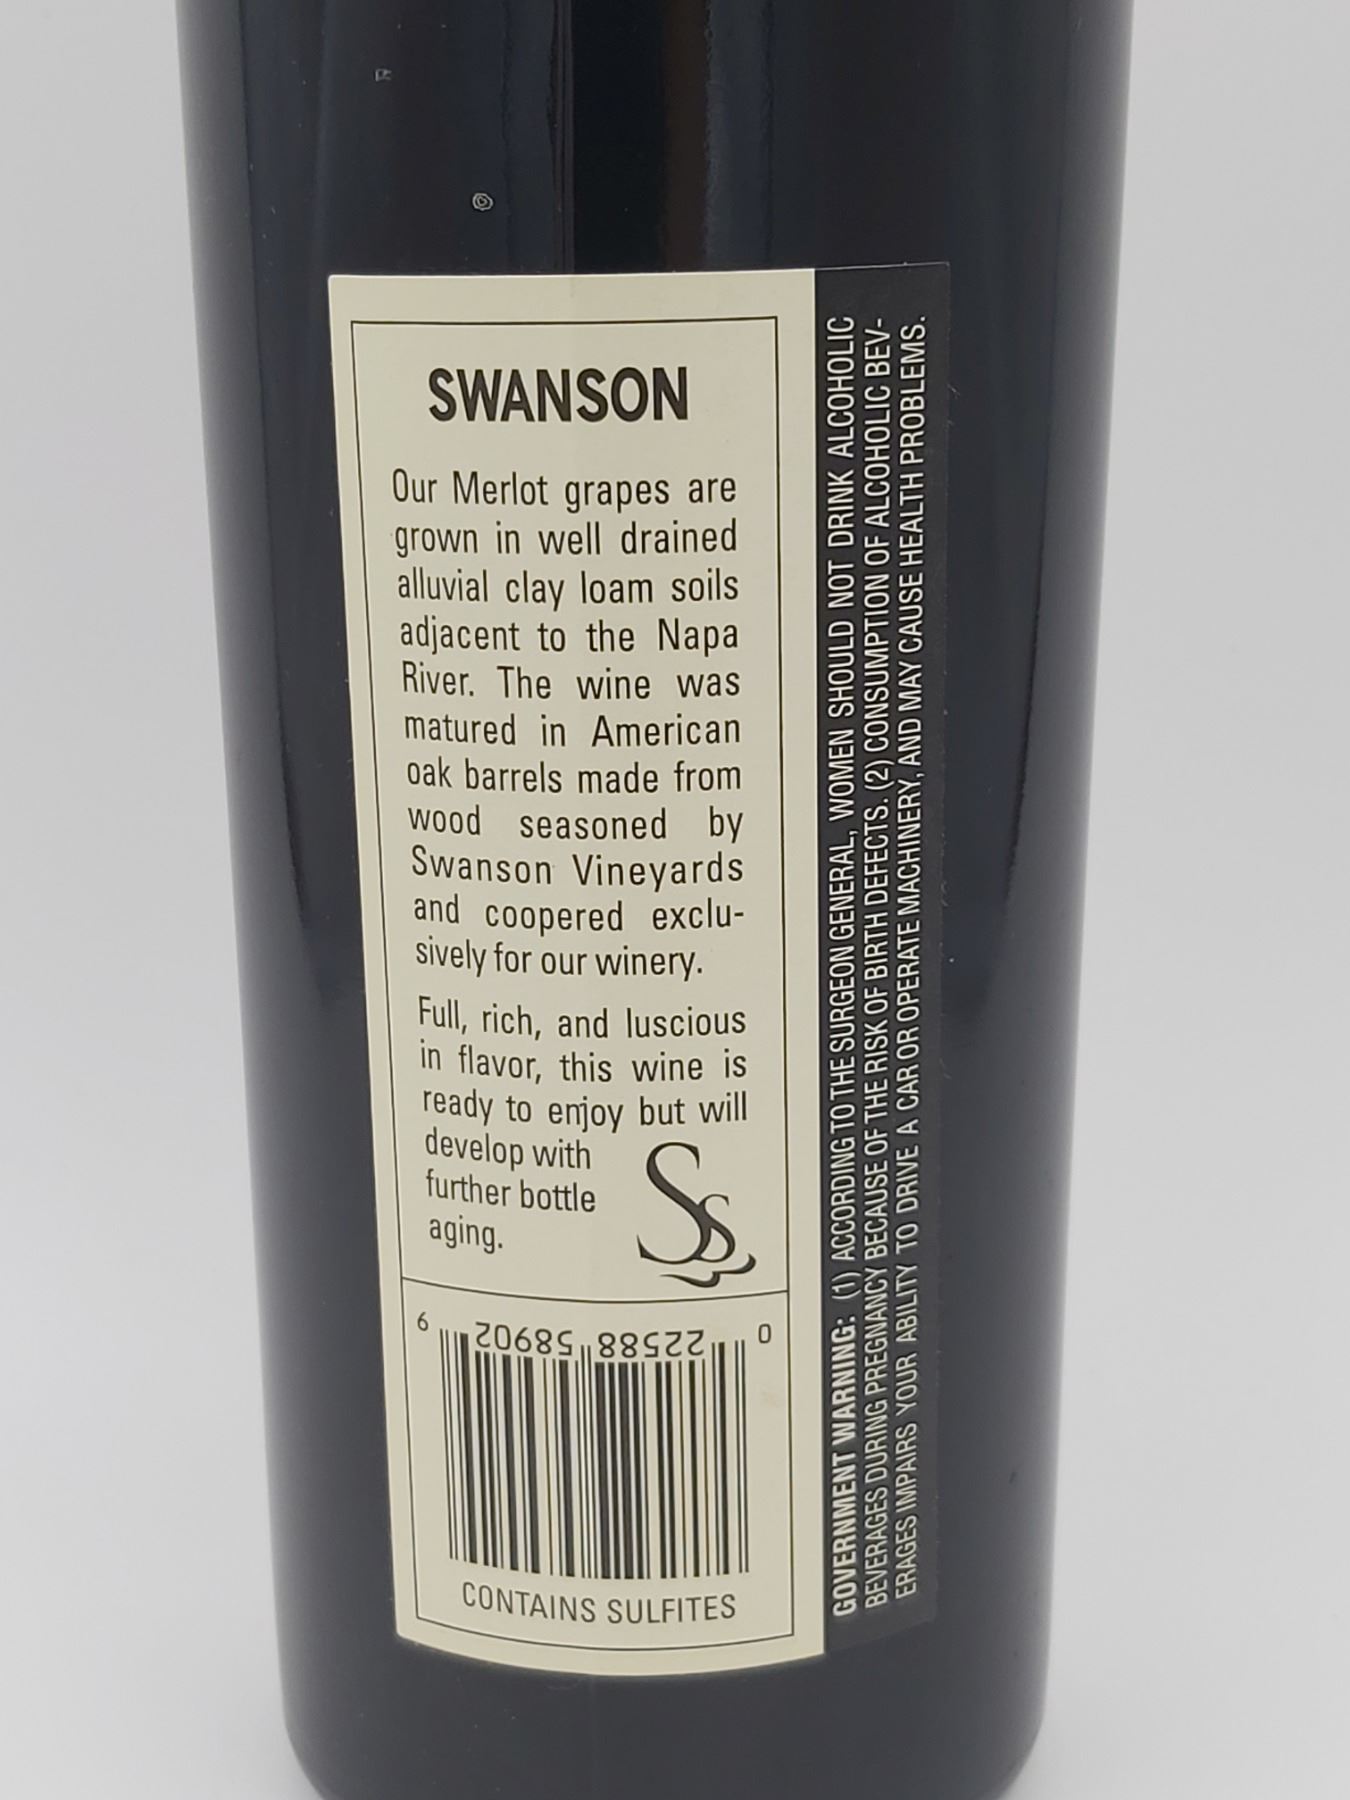 SWANSON
Our Merlot grapes are
grown in well drained
alluvial clay loam soils
adjacent to the Napa
River. The wine was
matured in American
oak barrels made from
wood seasoned by
Swanson Vineyards
and coopered exclu-
sively for our winery.
Full, rich, and luscious
in flavor, this wine is
ready to enjoy but will
develop with
further bottle
aging.
Ss
0 22588 58902 9
CONTAINS SULFITES
GOVERNMENT WARNING: (1) ACCORDING TO THE SURGEON GENERAL, WOMEN SHOULD NOT DRINK ALCOHOLIC
BEVERAGES DURING PREGNANCY BECAUSE OF THE RISK OF BIRTH DEFECTS. (2) CONSUMPTION OF ALCOHOLIC BEV-
ERAGES IMPAIRS YOUR ABILITY TO DRIVE A CAR OR OPERATE MACHINERY, AND MAY CAUSE HEALTH PROBLEMS.